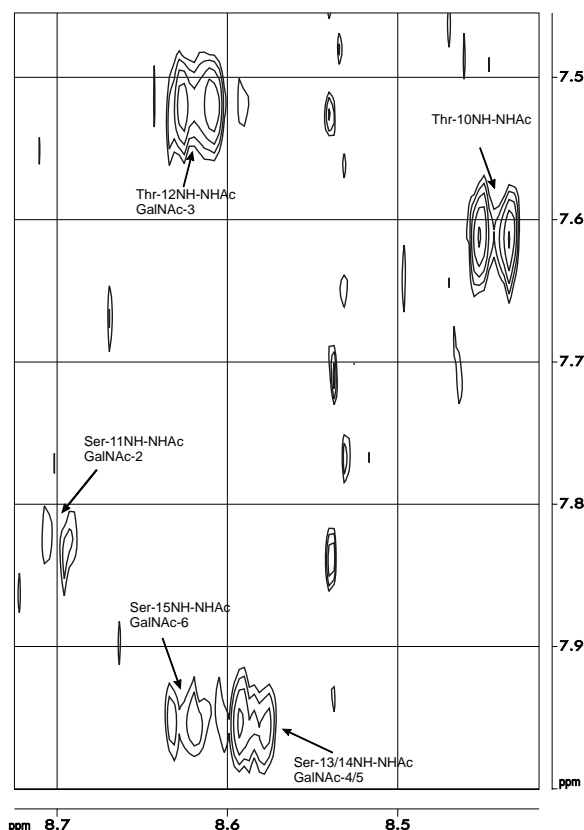 7.5
Thr-10NH-NHAc
Thr-12NH-NHAc
GalNAc-3
7.6
7.7
Ser-11NH-NHAc
GalNAc-2
7.8
Ser-15NH-NHAc
GalNAc-6
7.9
Ser-13/14NH-NHAc
GalNAc-4/5
ppm
ppm 8.7 8.6 8.5